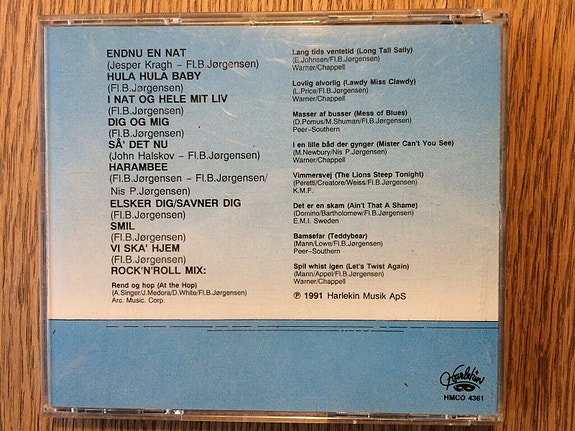 ENDNU EN NAT
(Jesper Kragh – Fl.B.Jørgensen)
HULA HULA BABY
(Fl.B.Jørgensen)
I NAT OG HELE MIT LIV
(Fl.B.Jørgensen)
DIG OG MIG
(Fl.B.Jørgensen)
SÅ' DET NU
(John Halskov – Fl.B.Jørgensen)
HARAMBEE
(Fl.B.Jørgensen – Fl.B.Jørgensen/
Nis P.Jørgensen)
ELSKER DIG/SAVNER DIG
(Fl.B.Jørgensen)
SMIL
(Fl.B.Jørgensen)
VI SKA' HJEM
(Fl.B.Jørgensen)
ROCK'N'ROLL MIX:
Rend og hop (At the Hop)
(A.Singer/J.Medora/D.White/Fl.B.Jørgensen)
Arc. Music Corp.
Lang tids ventetid (Long Tall Sally)
(E.Johnsen/Fl.B.Jørgensen)
Warner/Chappell
Lovlig alvorlig (Lawdy Miss Clawdy)
(L.Price/Fl.B.Jørgensen)
Warner/Chappell
Masser af busser (Mess of Blues)
(D.Pomus/M.Shuman/Fl.B.Jørgensen)
Peer–Southern
I en lille båd der gynger (Mister Can't You See)
(M.Newbury/Nis P.Jørgensen)
Warner/Chappell
Vimmersvej (The Lions Steep Tonight)
(Peretti/Creatore/Weiss/Fl.B.Jørgensen)
K.M.F.
Det er en skam (Ain't That A Shame)
(Domino/Bartholomew/Fl.B.Jørgensen)
E.M.I. Sweden
Bamsefar (Teddybear)
(Mann/Lowe/Fl.B.Jørgensen)
Peer–Southern
Spil whist igen (Let's Twist Again)
(Mann/Appel/Fl.B.Jørgensen)
Warner/Chappell
℗ 1991 Harlekin Musik ApS
Harlekin
HMCD 4361